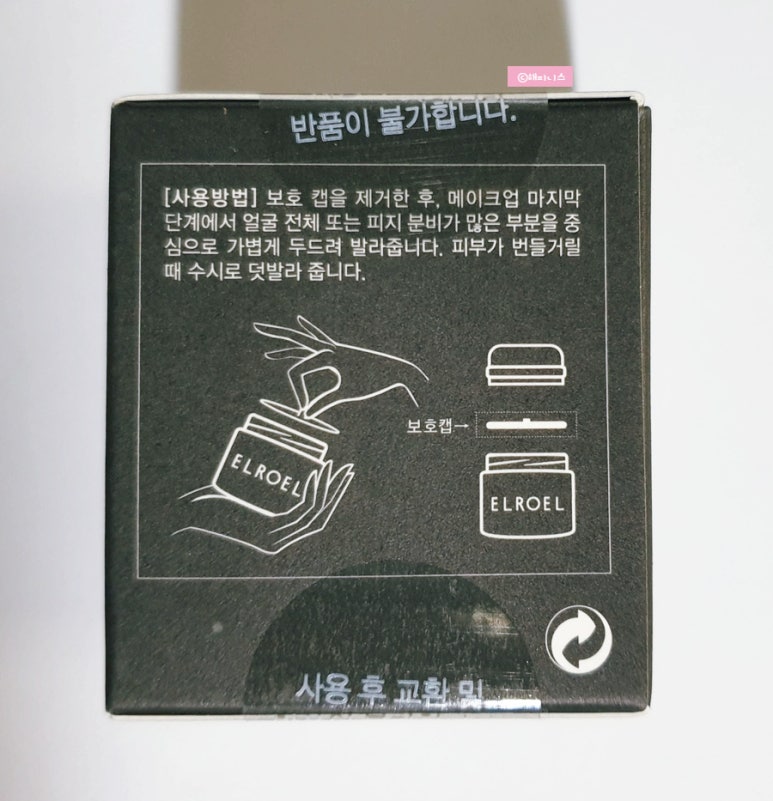 ©태미니스
반품이 불가합니다.
[사용방법] 보호 캡을 제거한 후, 메이크업 마지막
단계에서 얼굴 전체 또는 피지 분비가 많은 부분을 중
심으로 가볍게 두드려 발라줍니다. 피부가 번들거릴
때 수시로 덧발라 줍니다.
보호캡→
ELROEL
ELROEL
사용 후 교환 및